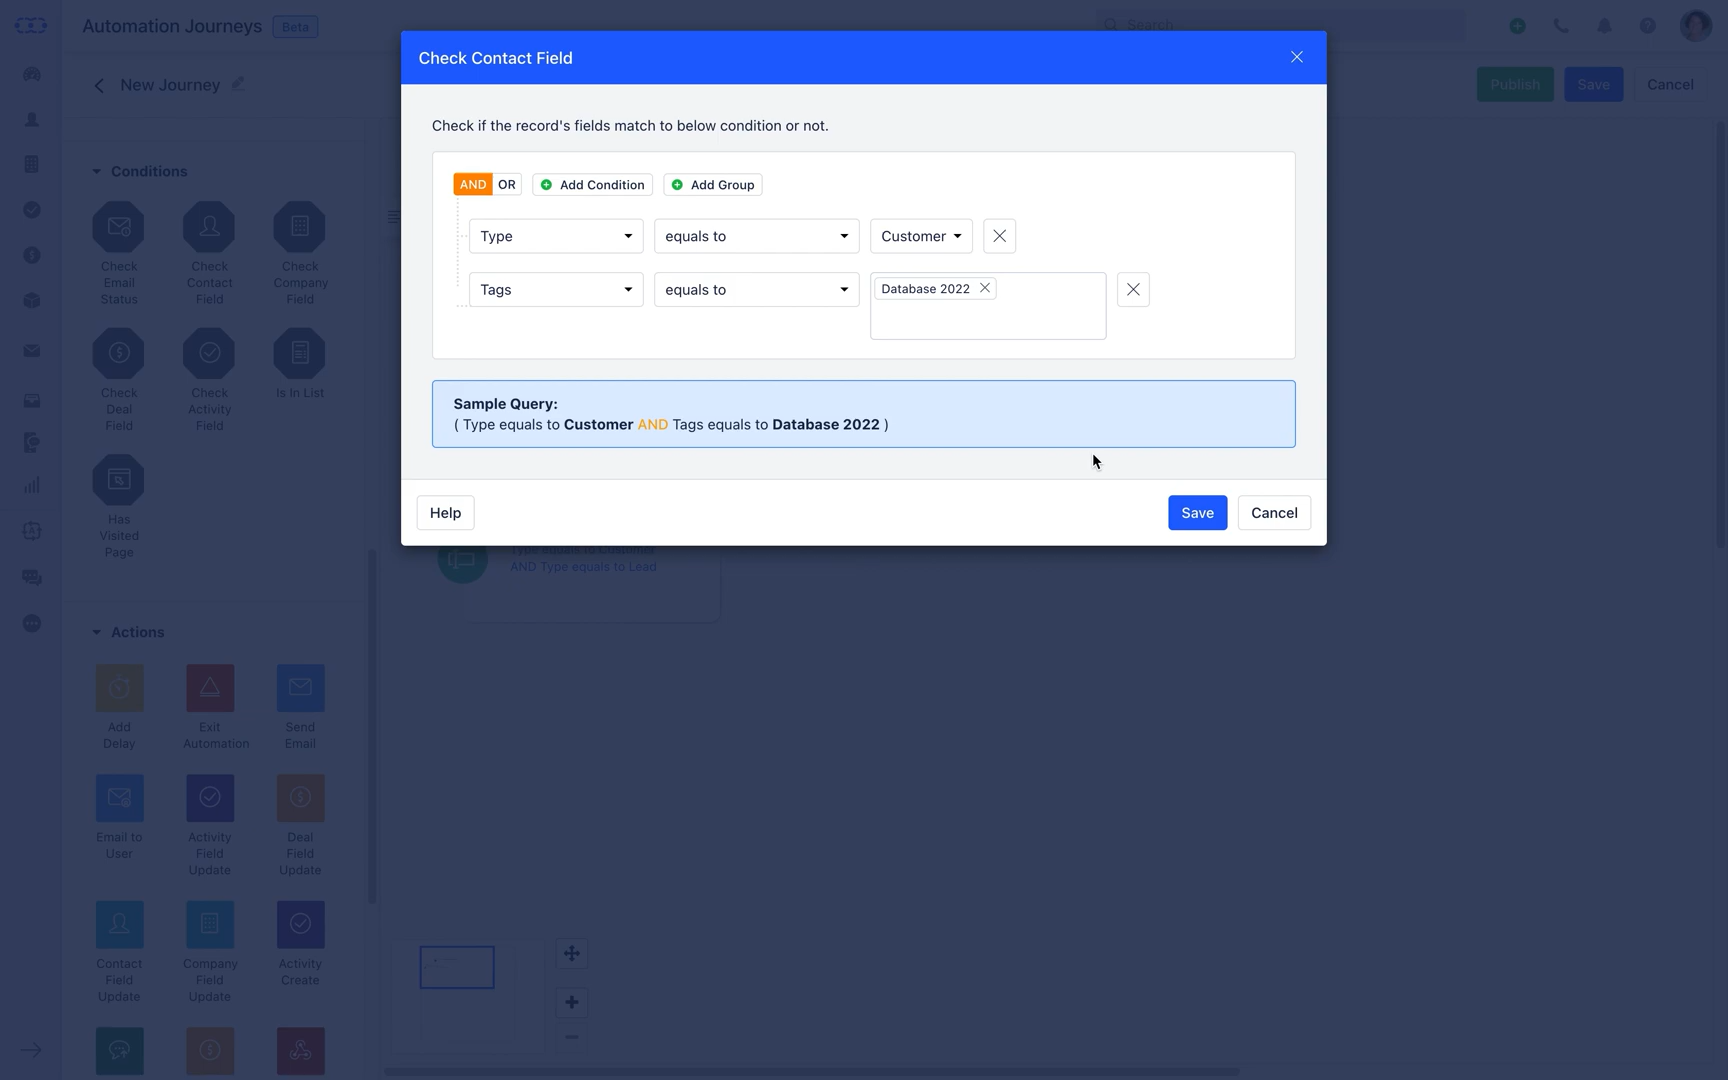 Automation Journeys Beta
Search
New Journey
Publish
Save
Cancel
Check Contact Field
Check if the record's fields match to below condition or not.
AND OR Add Condition Add Group
Type equals to Customer
Tags equals to Database 2022
Sample Query:
( Type equals to Customer AND Tags equals to Database 2022 )
Help
Save
Cancel
Type equals to Customer
AND Type equals to Lead
Conditions
Check
Email
Status
Check
Contact
Field
Check
Company
Field
Check
Deal
Field
Check
Activity
Field
Is In List
Has
Visited
Page
Actions
Add
Delay
Exit
Automation
Send
Email
Email to
User
Activity
Field
Update
Deal
Field
Update
Contact
Field
Update
Company
Field
Update
Activity
Create